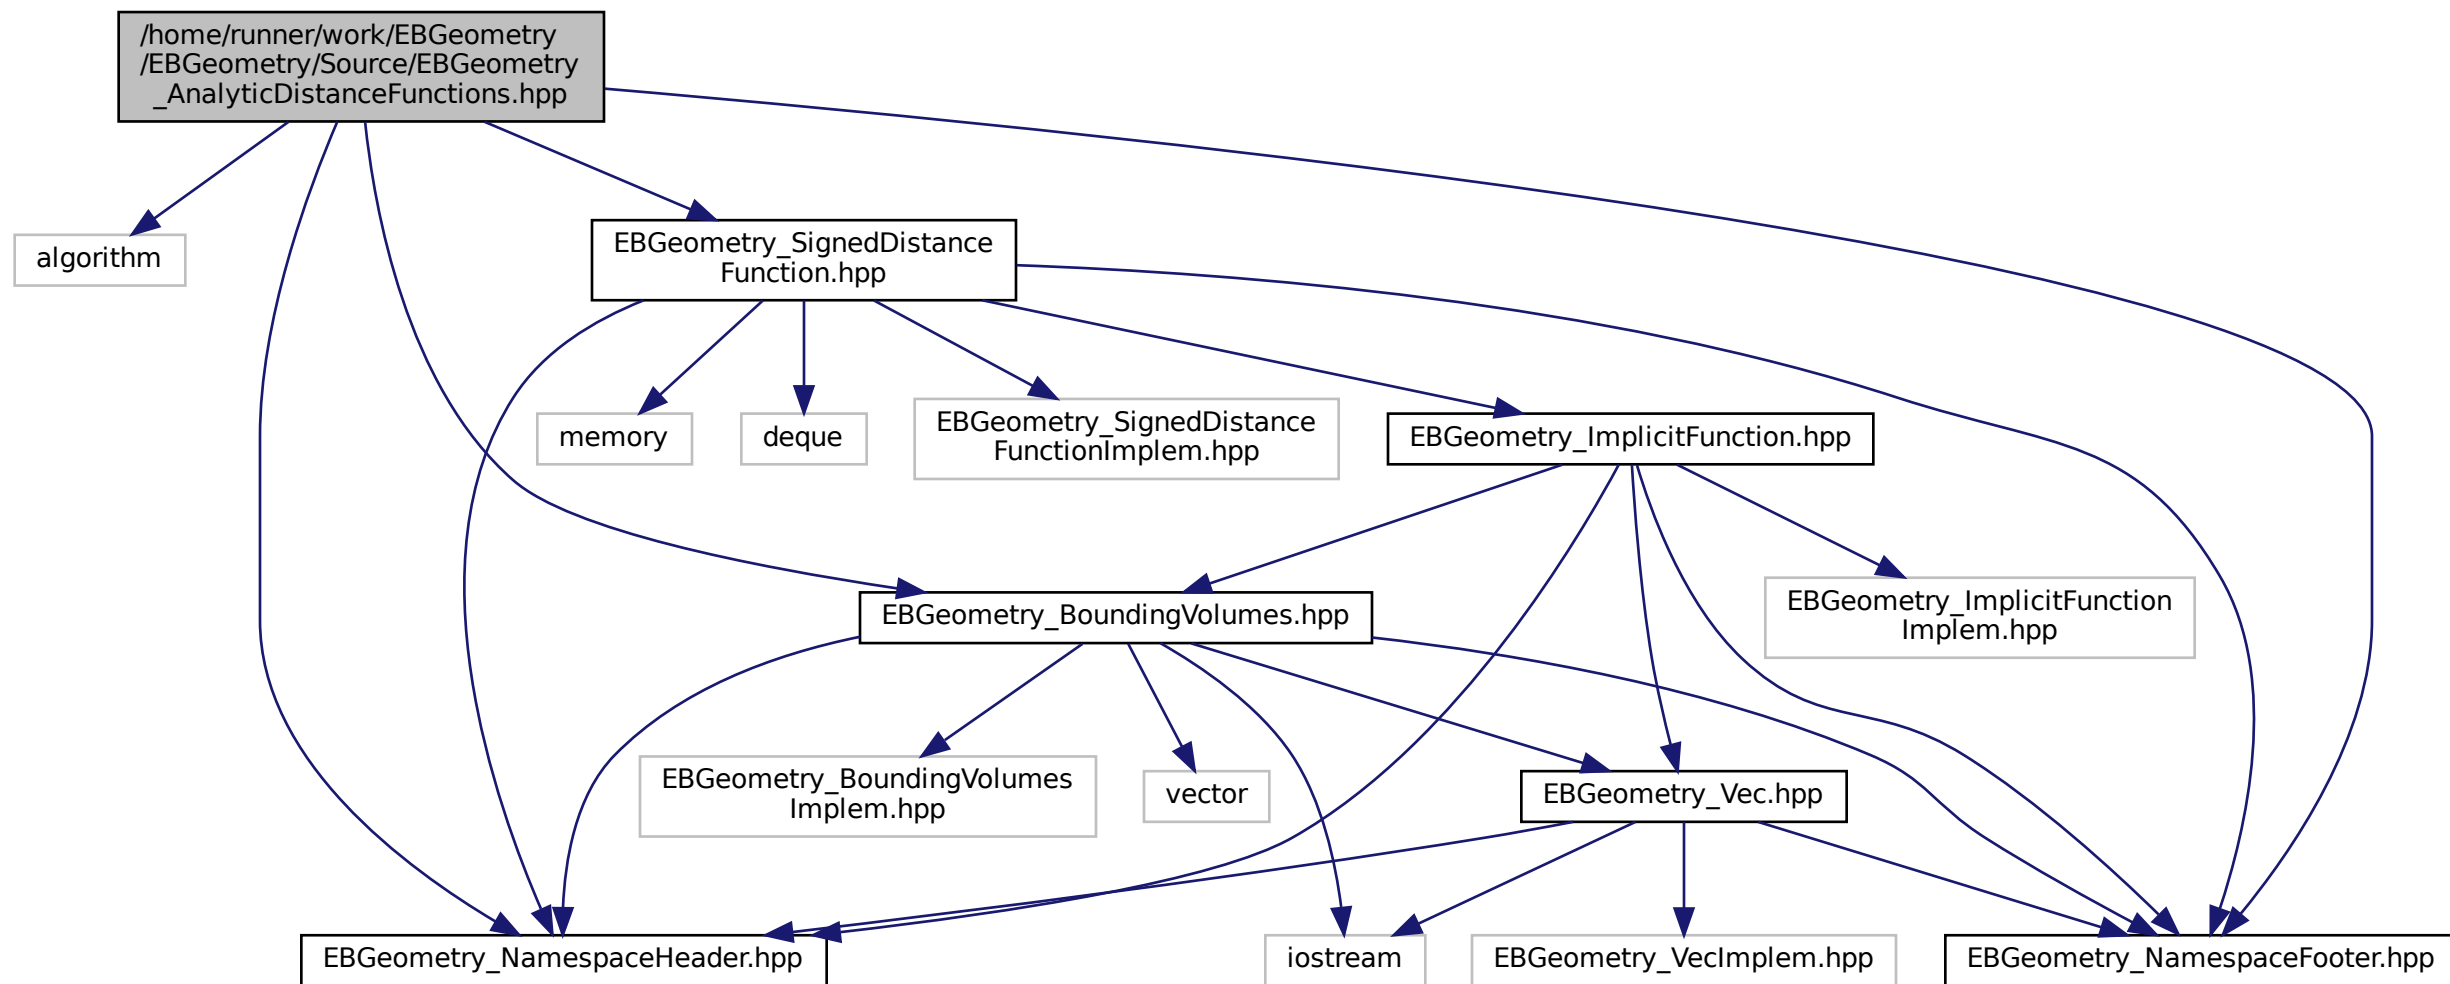 /home/runner/work/EBGeometry
/EBGeometry/Source/EBGeometry
_AnalyticDistanceFunctions.hpp
algorithm
EBGeometry_SignedDistance
Function.hpp
memory
deque
EBGeometry_SignedDistance
FunctionImplem.hpp
EBGeometry_ImplicitFunction.hpp
EBGeometry_BoundingVolumes.hpp
EBGeometry_ImplicitFunction
Implem.hpp
EBGeometry_BoundingVolumes
Implem.hpp
vector
EBGeometry_Vec.hpp
EBGeometry_NamespaceHeader.hpp
iostream
EBGeometry_VecImplem.hpp
EBGeometry_NamespaceFooter.hpp